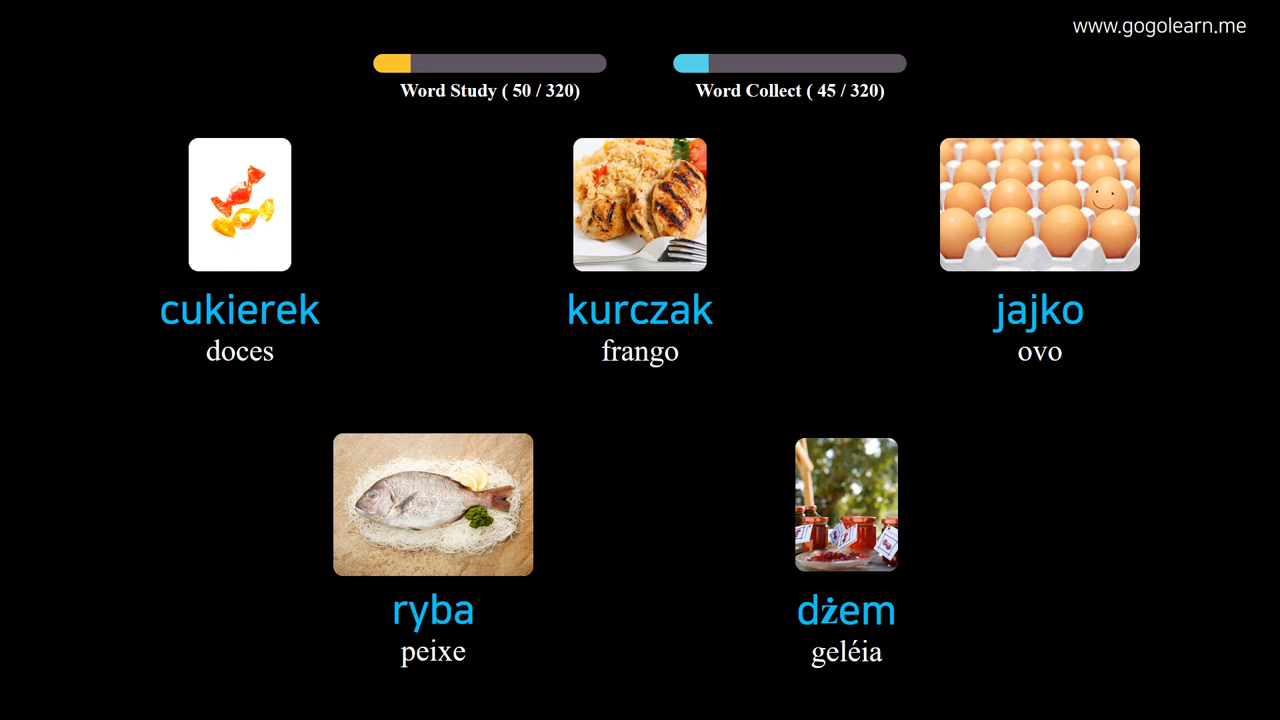 www.gogolearn.me
Word Study ( 50 / 320)
Word Collect ( 45 / 320)
cukierek
doces
kurczak
frango
jajko
ovo
ryba
peixe
dżem
geléia